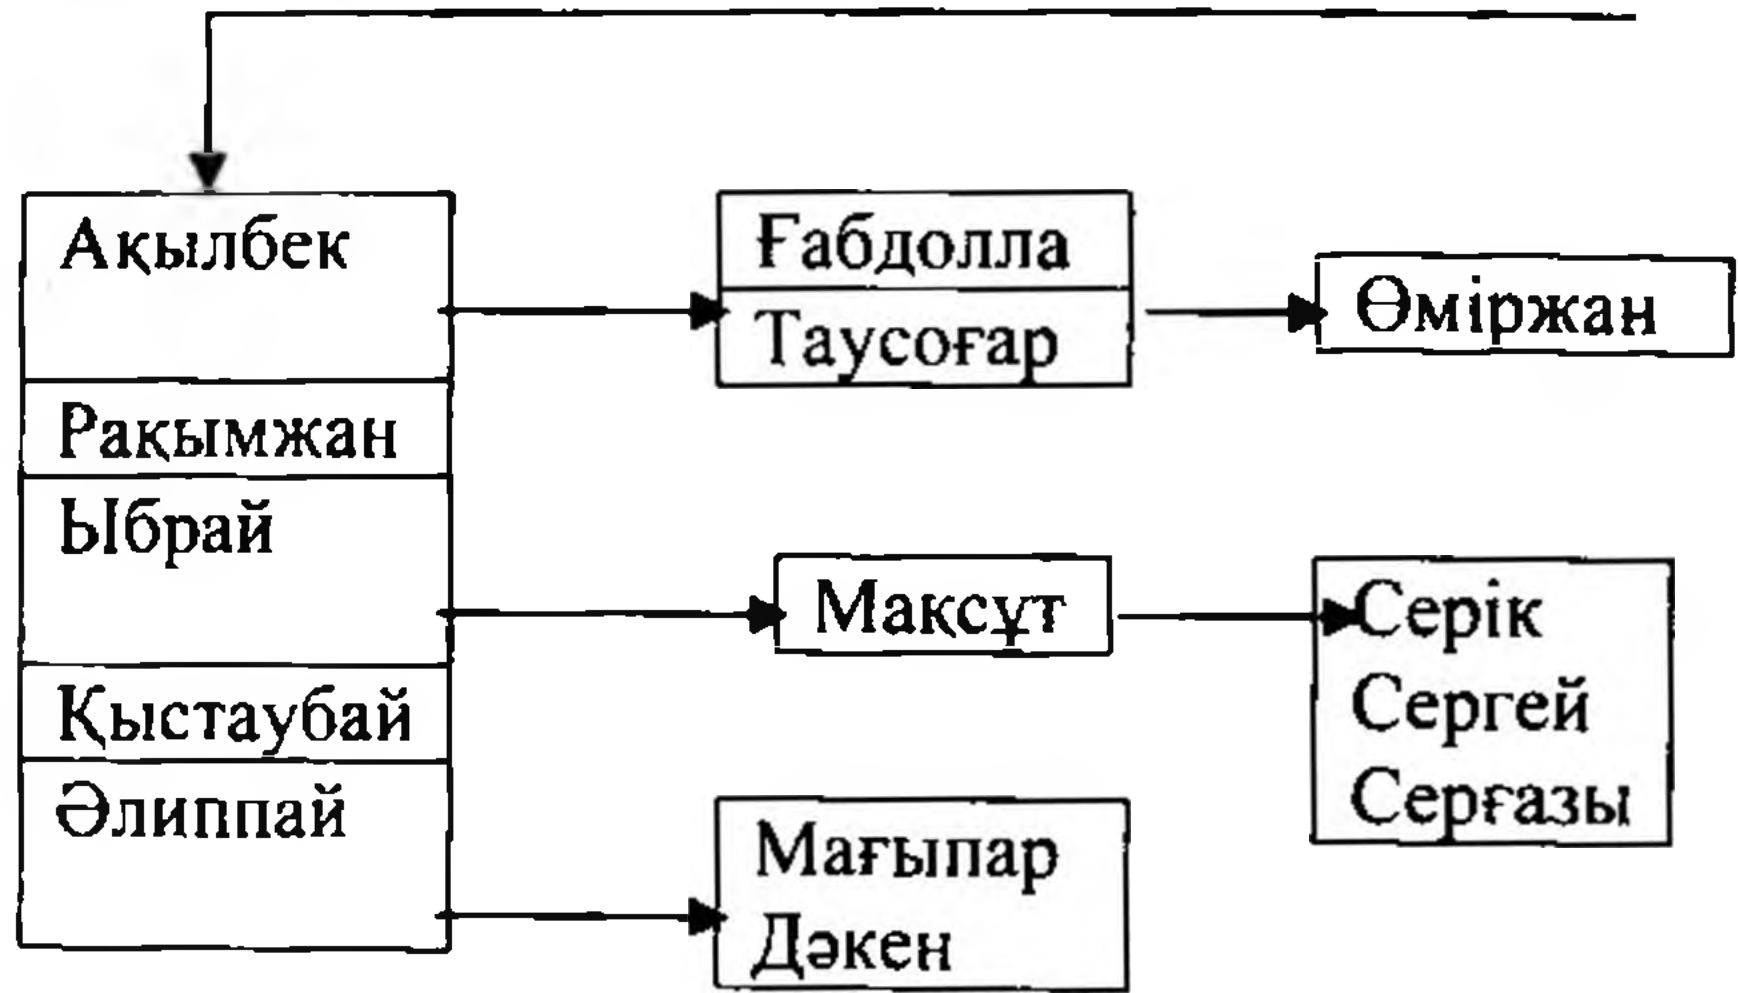 Ақылбек
Рақымжан
Ыбрай
Қыстаубай
Әлиппай
Ғабдолла
Таусоғар
Өміржан
Мақсұт
Серік
Сергей
Серғазы
Мағыпар
Дәкен